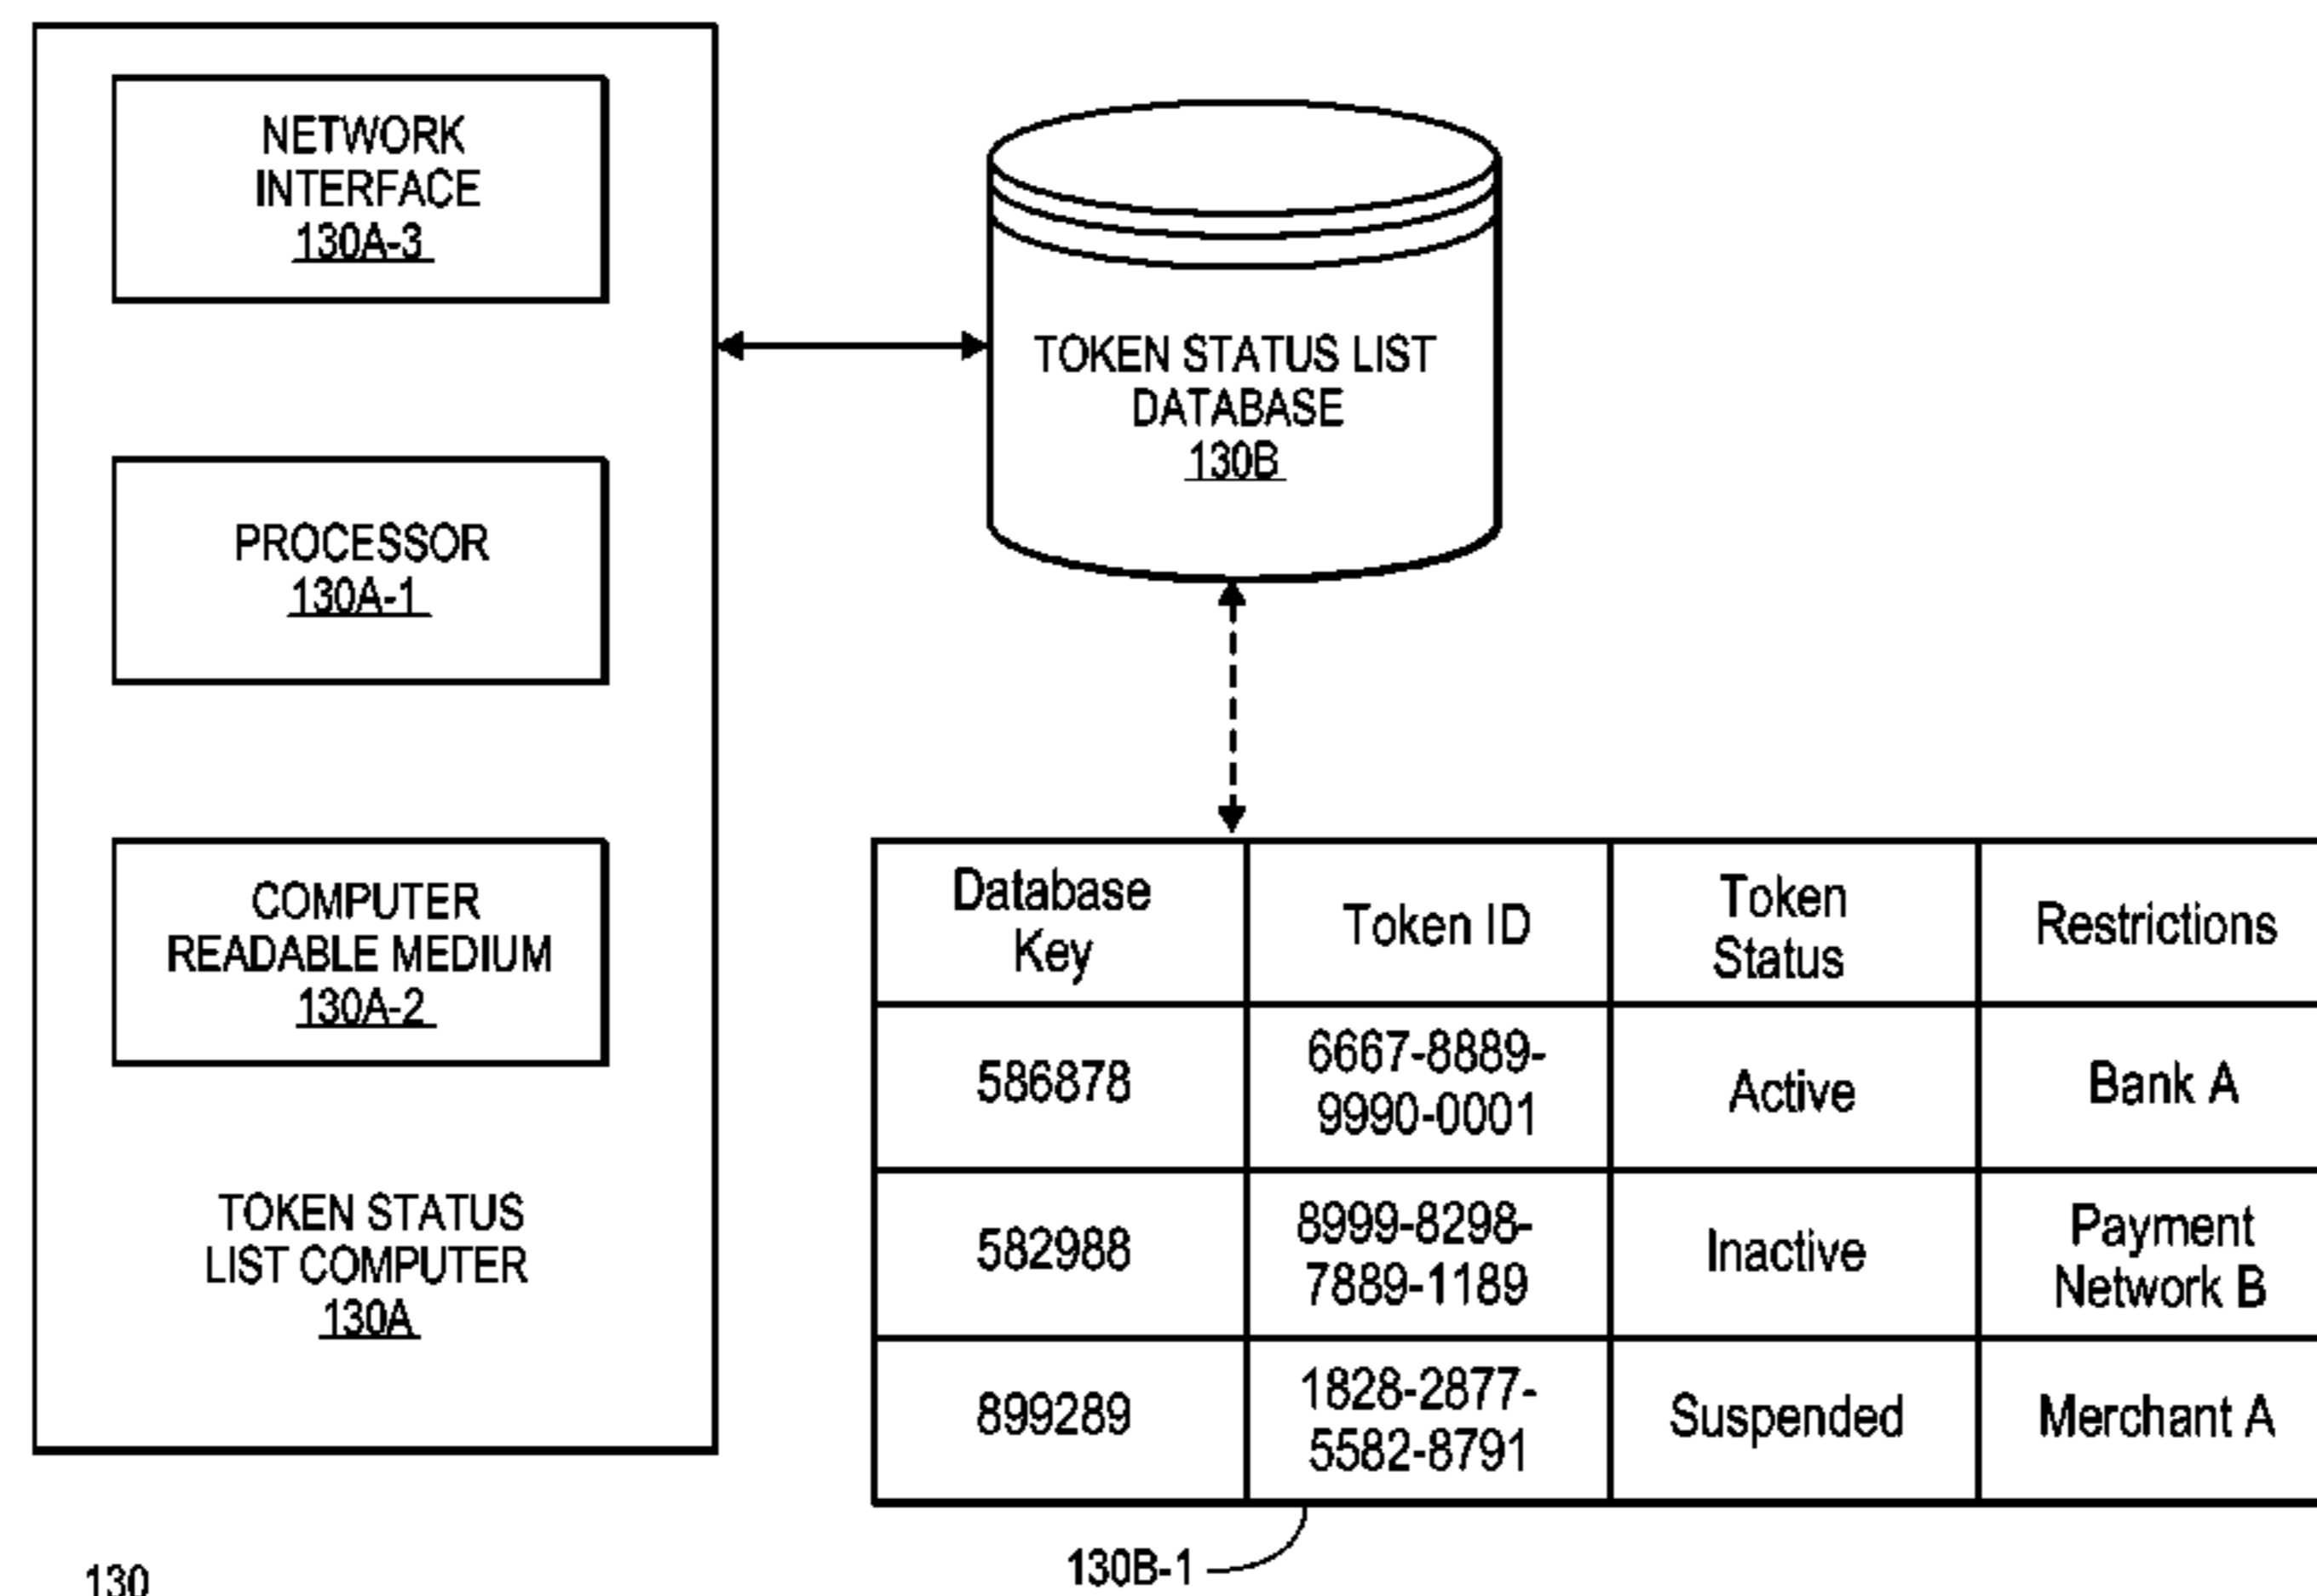 NETWORK
INTERFACE
130A-3
PROCESSOR
130A-1
COMPUTER
READABLE MEDIUM
130A-2
TOKEN STATUS
LIST COMPUTER
130A
TOKEN STATUS LIST
DATABASE
130B
Database
Key
Token ID
Token
Status
Restrictions
586878
6667-8889-
9990-0001
Active
Bank A
582988
8999-8298-
7889-1189
Inactive
Payment
Network B
899289
1828-2877-
5582-8791
Suspended
Merchant A
130B-1
130